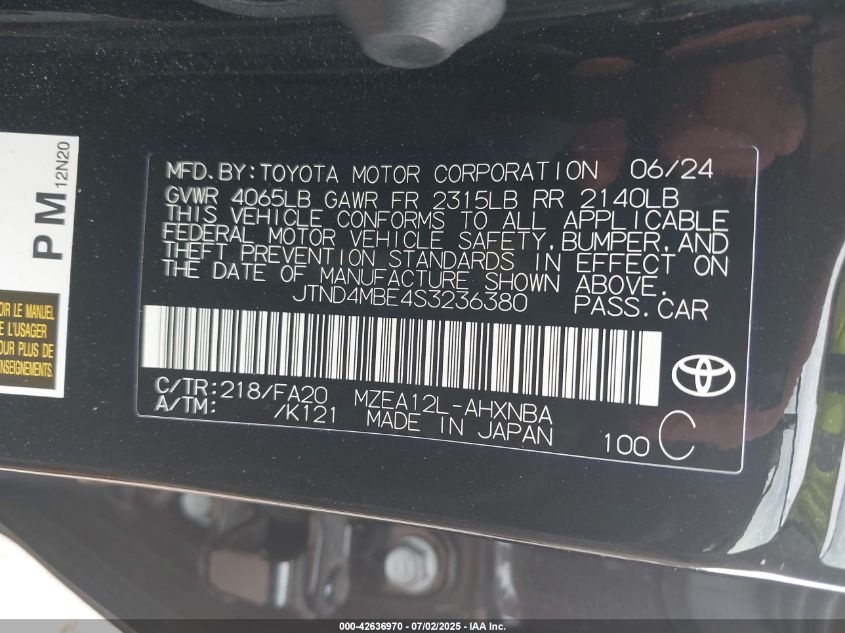 MFD.BY:TOYOTA MOTOR CORPORATION 06/24
GVWR 4065LB GAWR FR 2315LB RR 2140LB
THIS VEHICLE CONFORMS TO ALL APPLICABLE
FEDERAL MOTOR VEHICLE SAFETY,BUMPER,AND
THEFT PREVENTION STANDARDS IN EFFECT ON
THE DATE OF MANUFACTURE SHOWN ABOVE.
JTND4MBE4S3236380 PASS.CAR
C/TR:218/FA20 MZEA12L-AHXNBA
A/TM: /K121 MADE IN JAPAN 100 C
PM
12N20
OIR LE MANUEL
E L'USAGER
OUR PLUS DE
NSEIGNEMENTS.
000-42636970 - 07/02/2025 - IAA Inc.